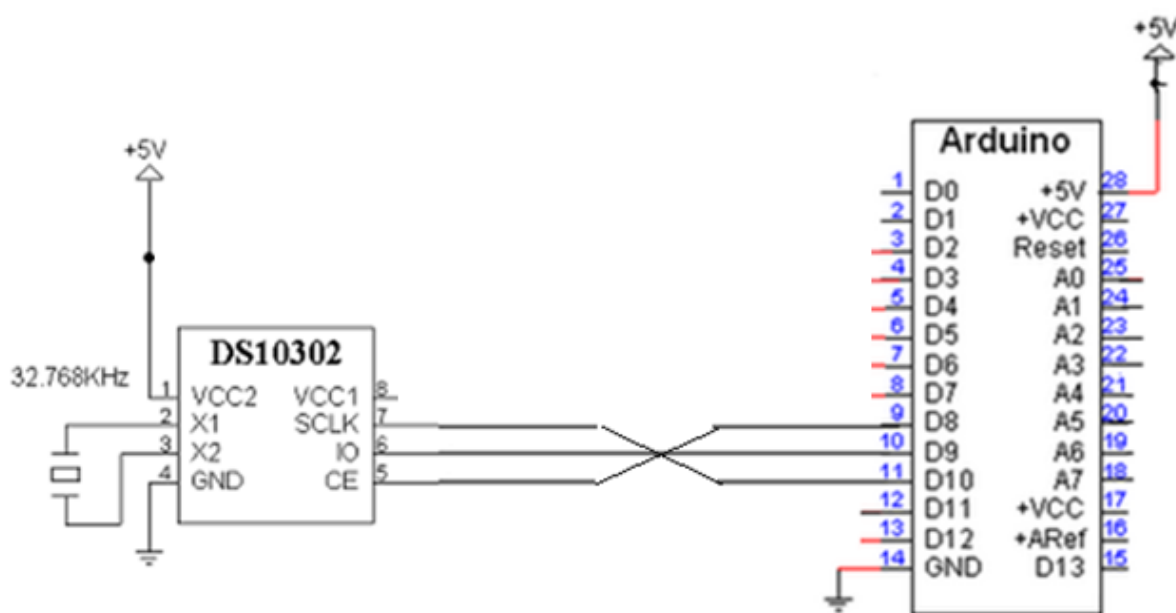 +5V
+5V
Arduino
1 D0 +5V 28
2 D1 +VCC 27
3 D2 Reset 26
4 D3 A0 25
5 D4 A1 24
6 D5 A2 23
7 D6 A3 22
8 D7 A4 21
9 D8 A5 20
10 D9 A6 19
11 D10 A7 18
12 D11 +VCC 17
13 D12 +ARef 16
14 GND D13 15
DS10302
32.768KHz
1 VCC2 VCC1 8
2 X1 SCLK 7
3 X2 IO 6
4 GND CE 5